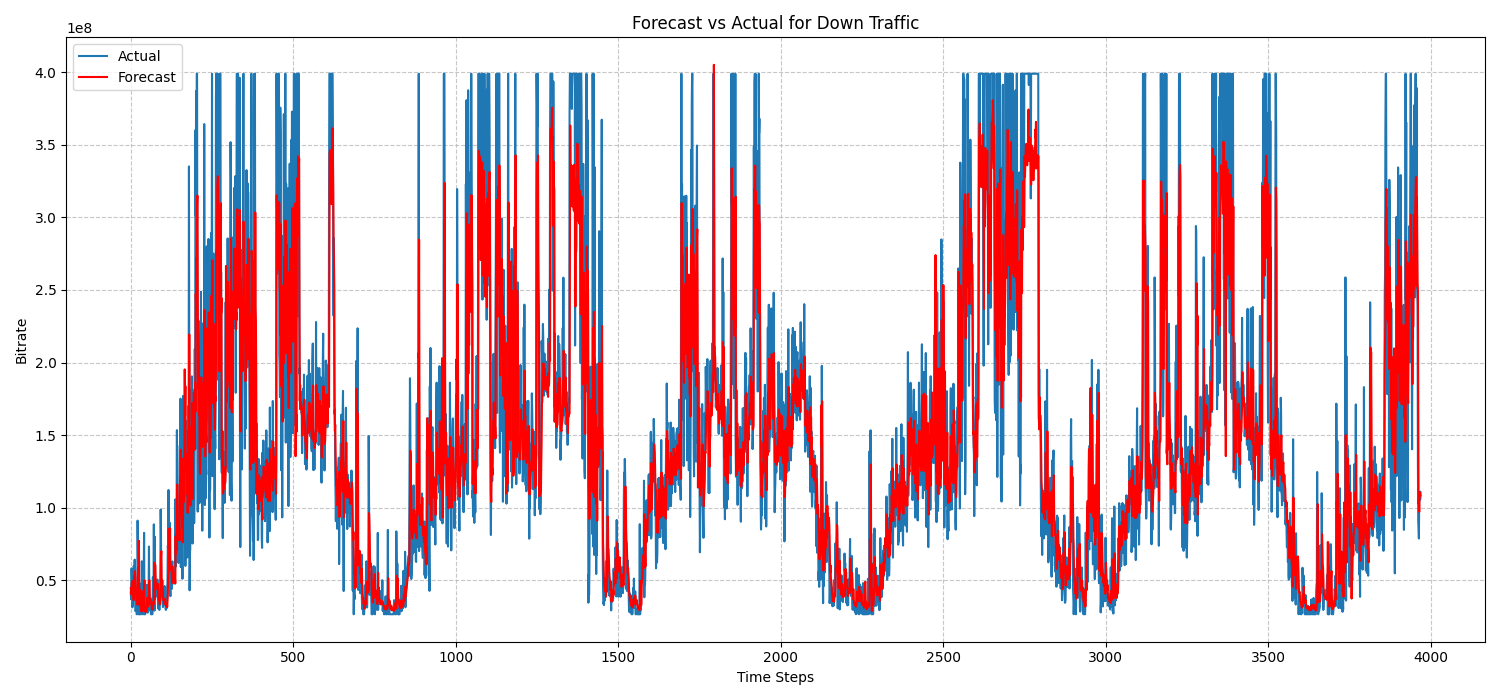 Forecast vs Actual for Down Traffic
1e8
Actual
Forecast
4.0
3.5
3.0
2.5
2.0
1.5
1.0
0.5
Bitrate
0 500 1000 1500 2000 2500 3000 3500 4000
Time Steps